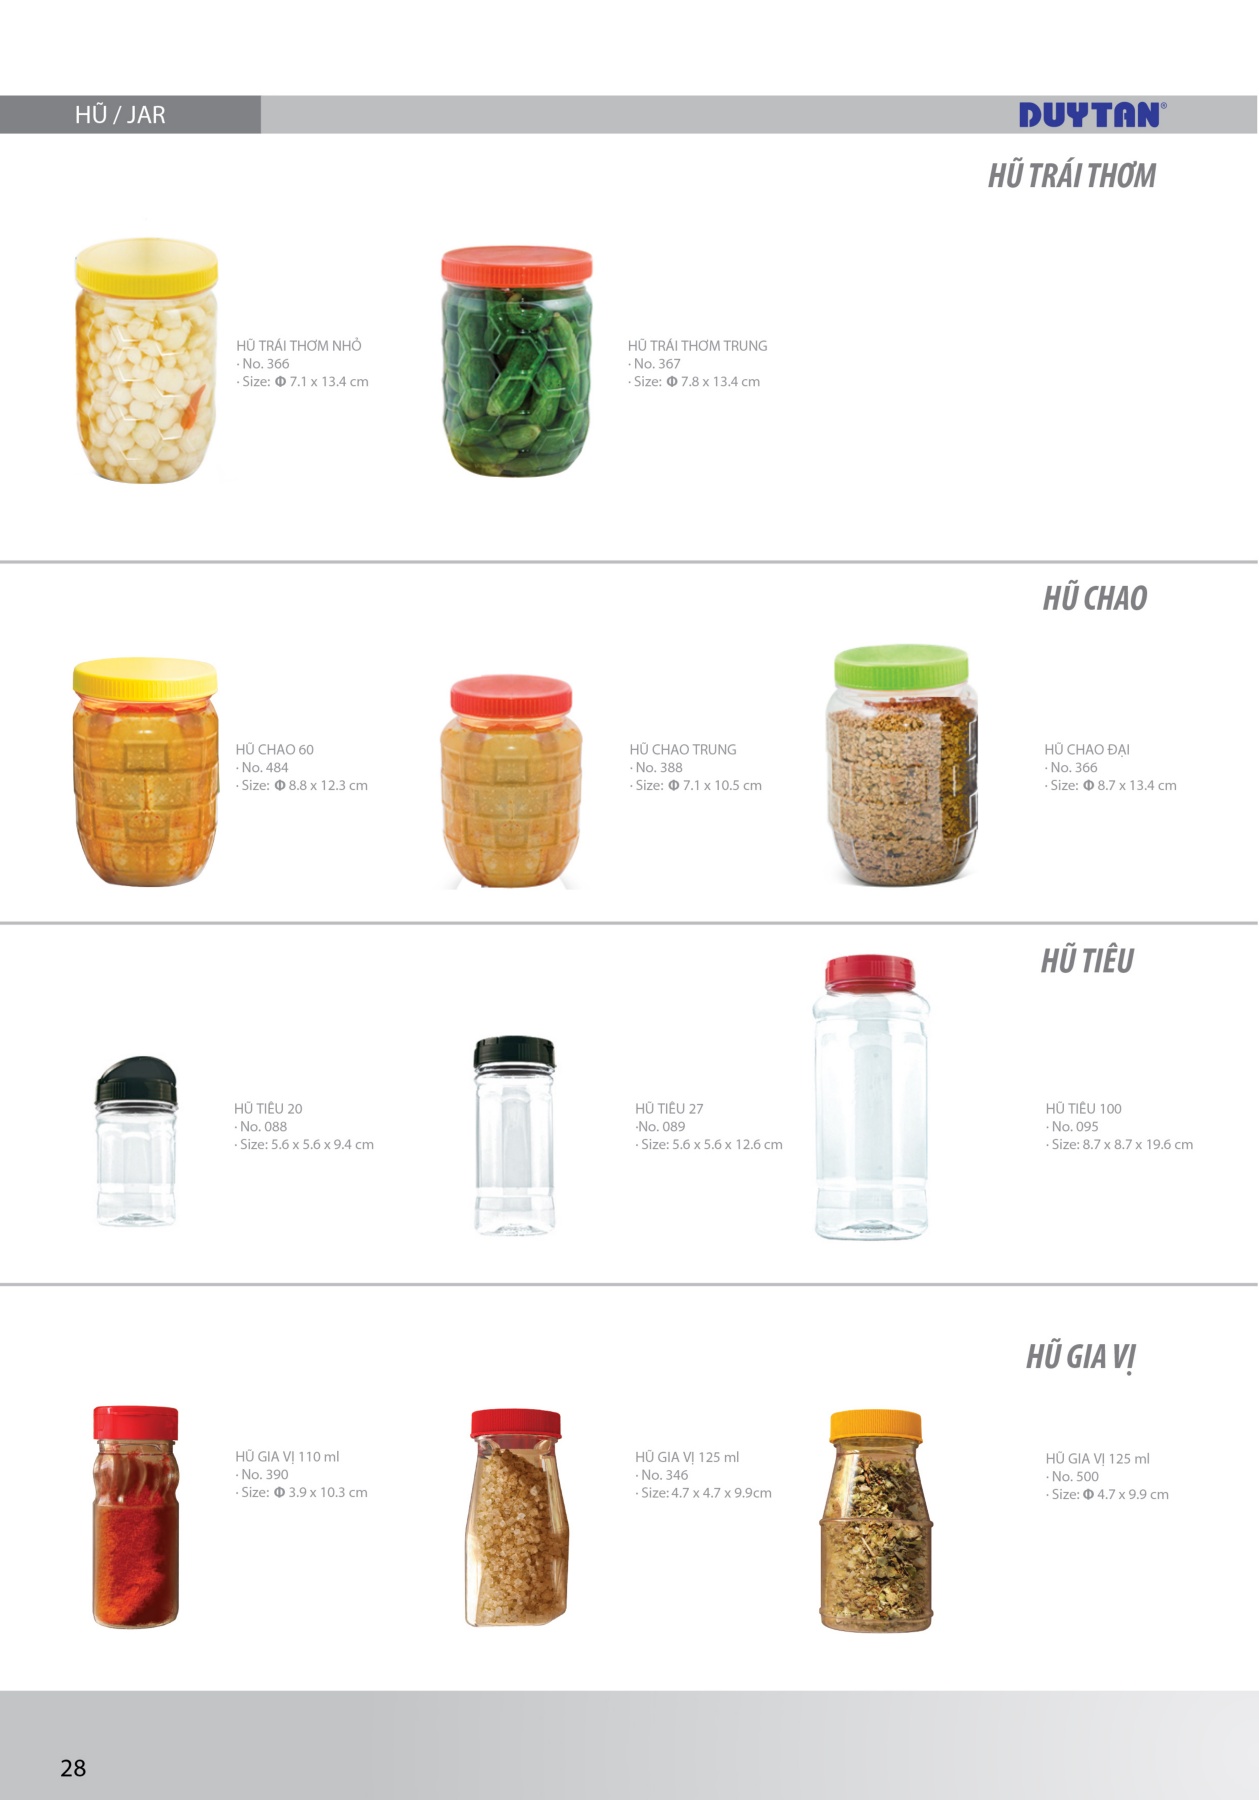 HŨ / JAR
DUYTAN®
HŨ TRÁI THƠM
HŨ TRÁI THƠM NHỎ
· No. 366
· Size: Φ 7.1 x 13.4 cm
HŨ TRÁI THƠM TRUNG
· No. 367
· Size: Φ 7.8 x 13.4 cm
HŨ CHAO
HŨ CHAO 60
· No. 484
· Size: Φ 8.8 x 12.3 cm
HŨ CHAO TRUNG
· No. 388
· Size: Φ 7.1 x 10.5 cm
HŨ CHAO ĐẠI
· No. 366
· Size: Φ 8.7 x 13.4 cm
HŨ TIÊU
HŨ TIÊU 20
· No. 088
· Size: 5.6 x 5.6 x 9.4 cm
HŨ TIÊU 27
·No. 089
· Size: 5.6 x 5.6 x 12.6 cm
HŨ TIÊU 100
· No. 095
· Size: 8.7 x 8.7 x 19.6 cm
HŨ GIA VỊ
HŨ GIA VỊ 110 ml
· No. 390
· Size: Φ 3.9 x 10.3 cm
HŨ GIA VỊ 125 ml
· No. 346
· Size: 4.7 x 4.7 x 9.9cm
HŨ GIA VỊ 125 ml
· No. 500
· Size: Φ 4.7 x 9.9 cm
28